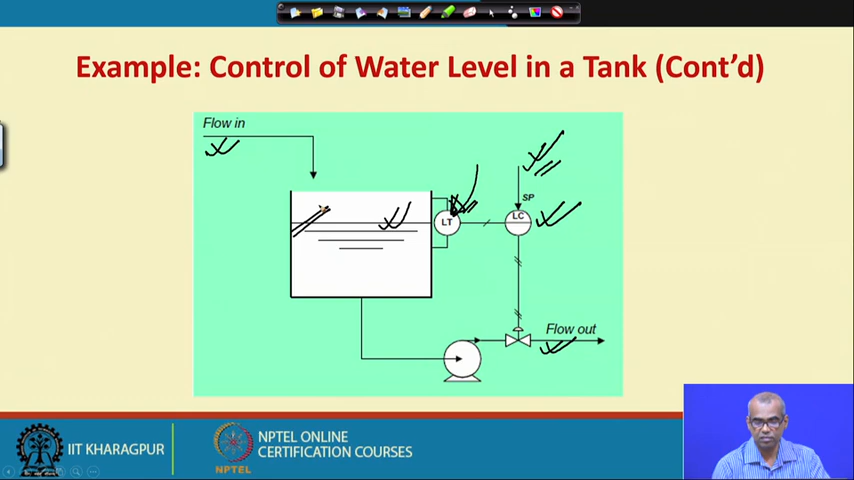 Example: Control of Water Level in a Tank (Cont'd)
Flow in
SP
LT
LC
Flow out
IIT KHARAGPUR
NPTEL
NPTEL ONLINE
CERTIFICATION COURSES